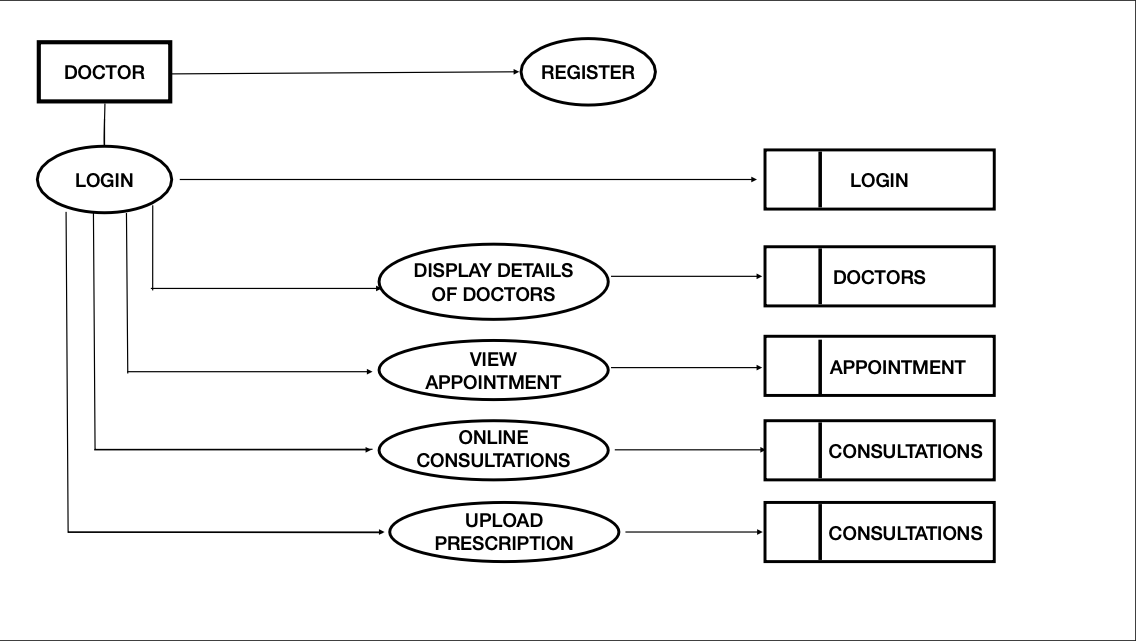 DOCTOR
REGISTER
LOGIN
LOGIN
DISPLAY DETAILS
OF DOCTORS
DOCTORS
VIEW
APPOINTMENT
APPOINTMENT
ONLINE
CONSULTATIONS
CONSULTATIONS
UPLOAD
PRESCRIPTION
CONSULTATIONS